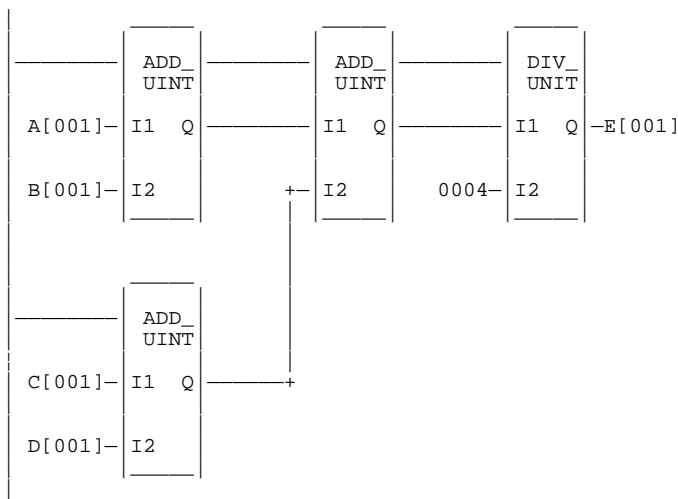 ADD_ ADD_ DIV_
UINT UINT UNIT
A[001] I1 Q I1 Q I1 Q E[001]
B[001] I2 I2 0004 I2
ADD_
UINT
C[001] I1 Q
D[001] I2